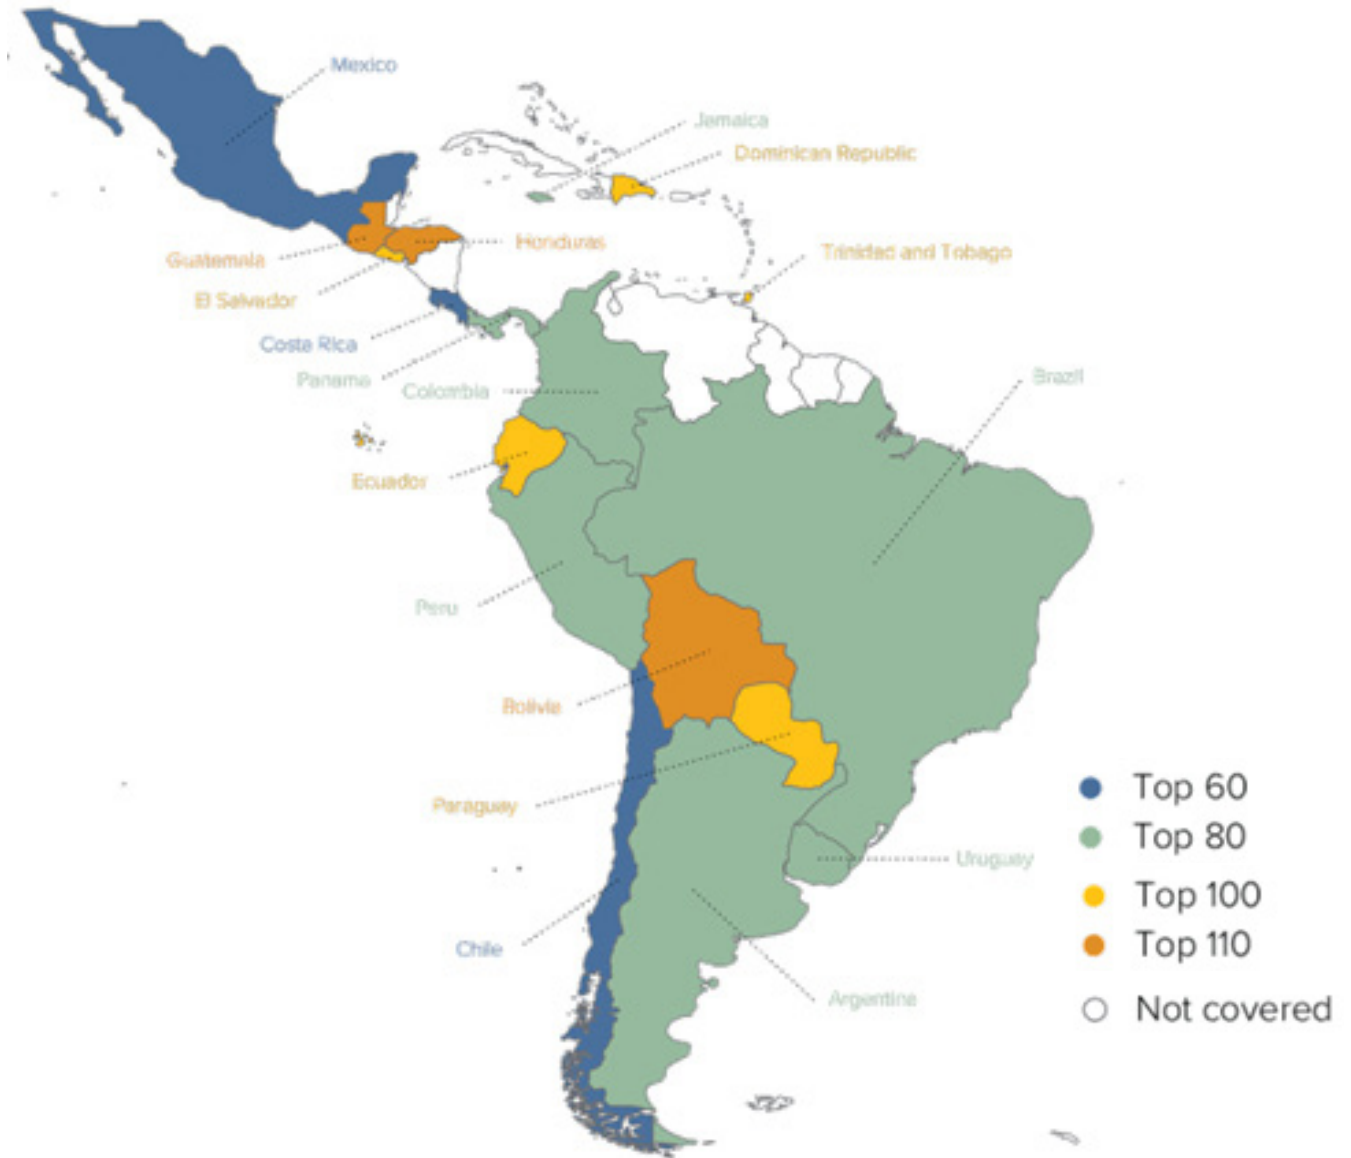 Mexico
Jamaica
Dominican Republic
Honduras
Guatemala
Trinidad and Tobago
El Salvador
Costa Rica
Panama
Colombia
Brazil
Ecuador
Peru
Bolivia
Paraguay
Uruguay
Chile
Argentina
Top 60
Top 80
Top 100
Top 110
Not covered